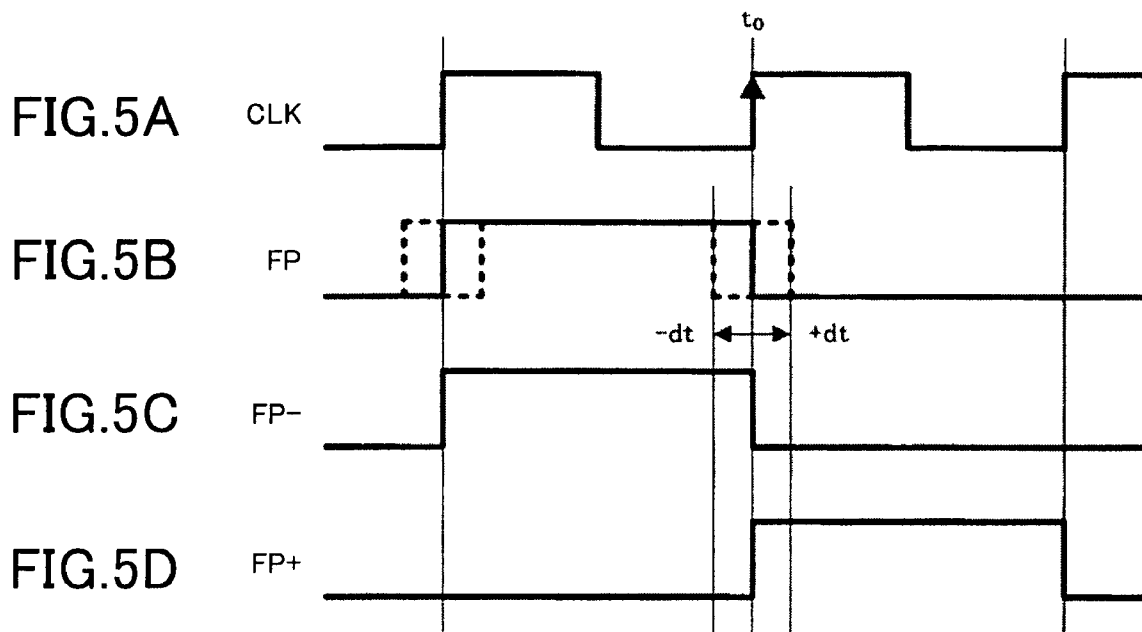 t₀
FIG.5A CLK
FIG.5B FP
-dt +dt
FIG.5C FP-
FIG.5D FP+